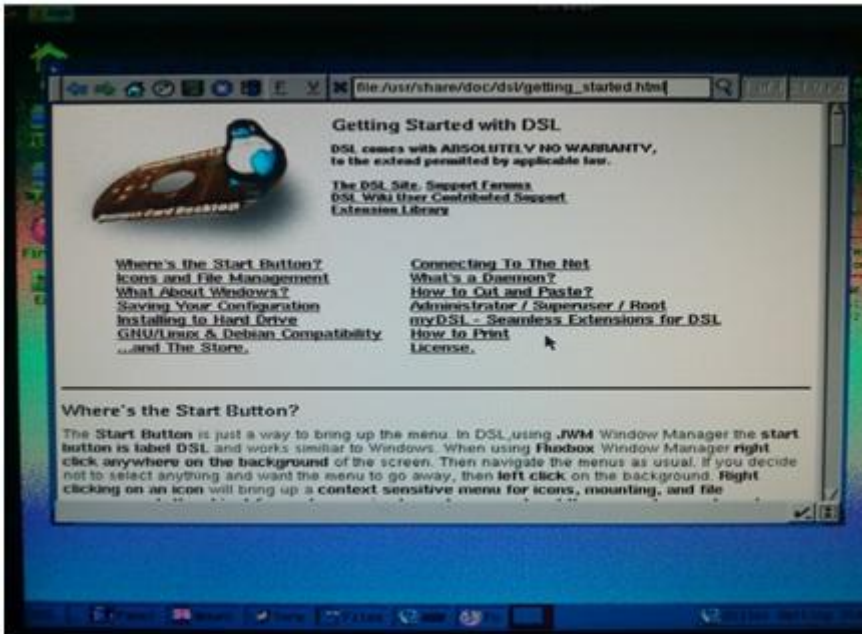 file:/usr/share/doc/dsl/getting_started.html
Getting Started with DSL
DSL comes with ABSOLUTELY NO WARRANTY,
to the extend permitted by applicable law.
The DSL Site, Support Forums
DSL Wiki User Contributed Support
Extension Library
Where's the Start Button?
Icons and File Management
What About Windows?
Saving Your Configuration
Installing to Hard Drive
GNU/Linux & Debian Compatibility
...and The Store.
Connecting To The Net
What's a Daemon?
How to Cut and Paste?
Administrator / Superuser / Root
myDSL - Seamless Extensions for DSL
How to Print
License.
Where's the Start Button?
The Start Button is just a way to bring up the menu. In DSL,using JWM Window Manager the start
button is label DSL and works similiar to Windows. When using Fluxbox Window Manager right
click anywhere on the background of the screen. Then navigate the menus as usual. If you decide
not to select anything and want the menu to go away, then left click on the background. Right
clicking on an icon will bring up a context sensitive menu for icons, mounting, and file